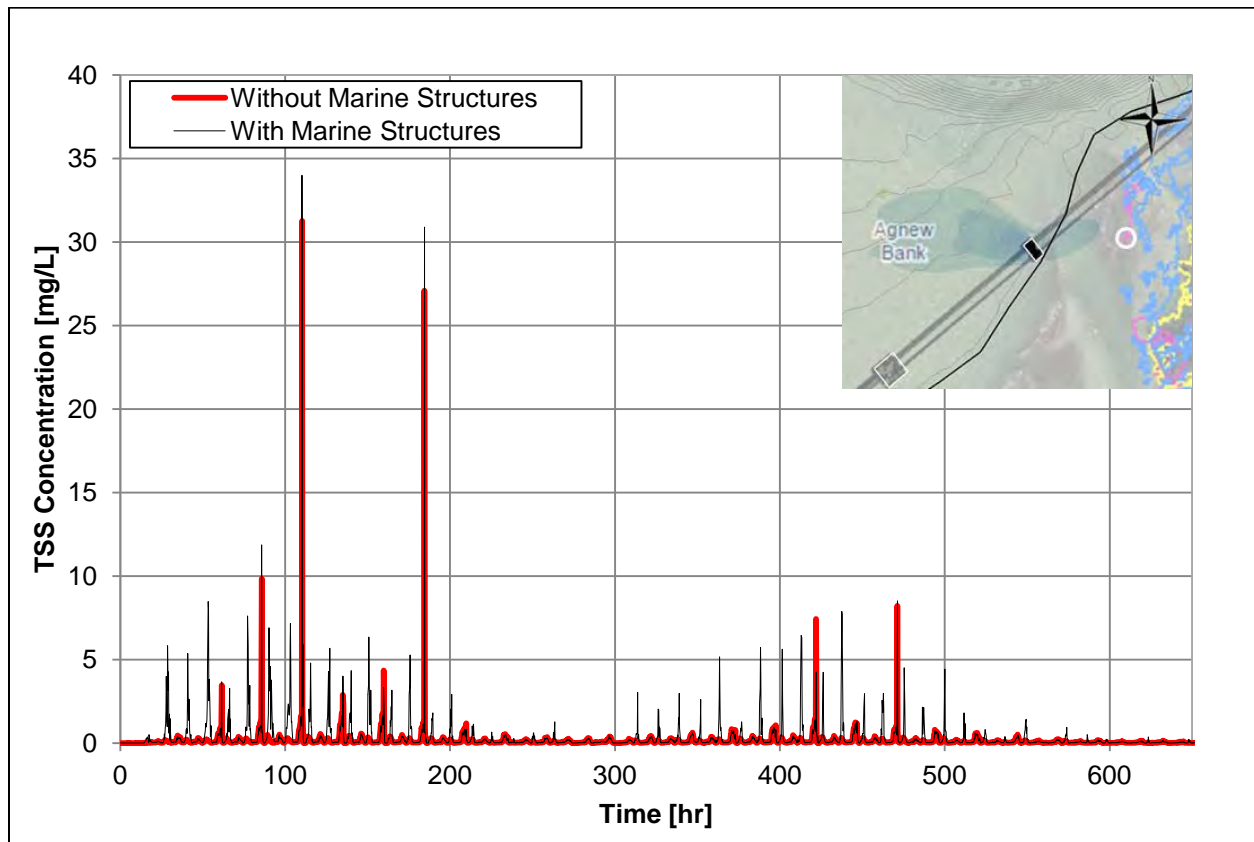 Without Marine Structures
With Marine Structures
N
Agnew
Bank
TSS Concentration [mg/L]
40
35
30
25
20
15
10
5
0
0 100 200 300 400 500 600
Time [hr]